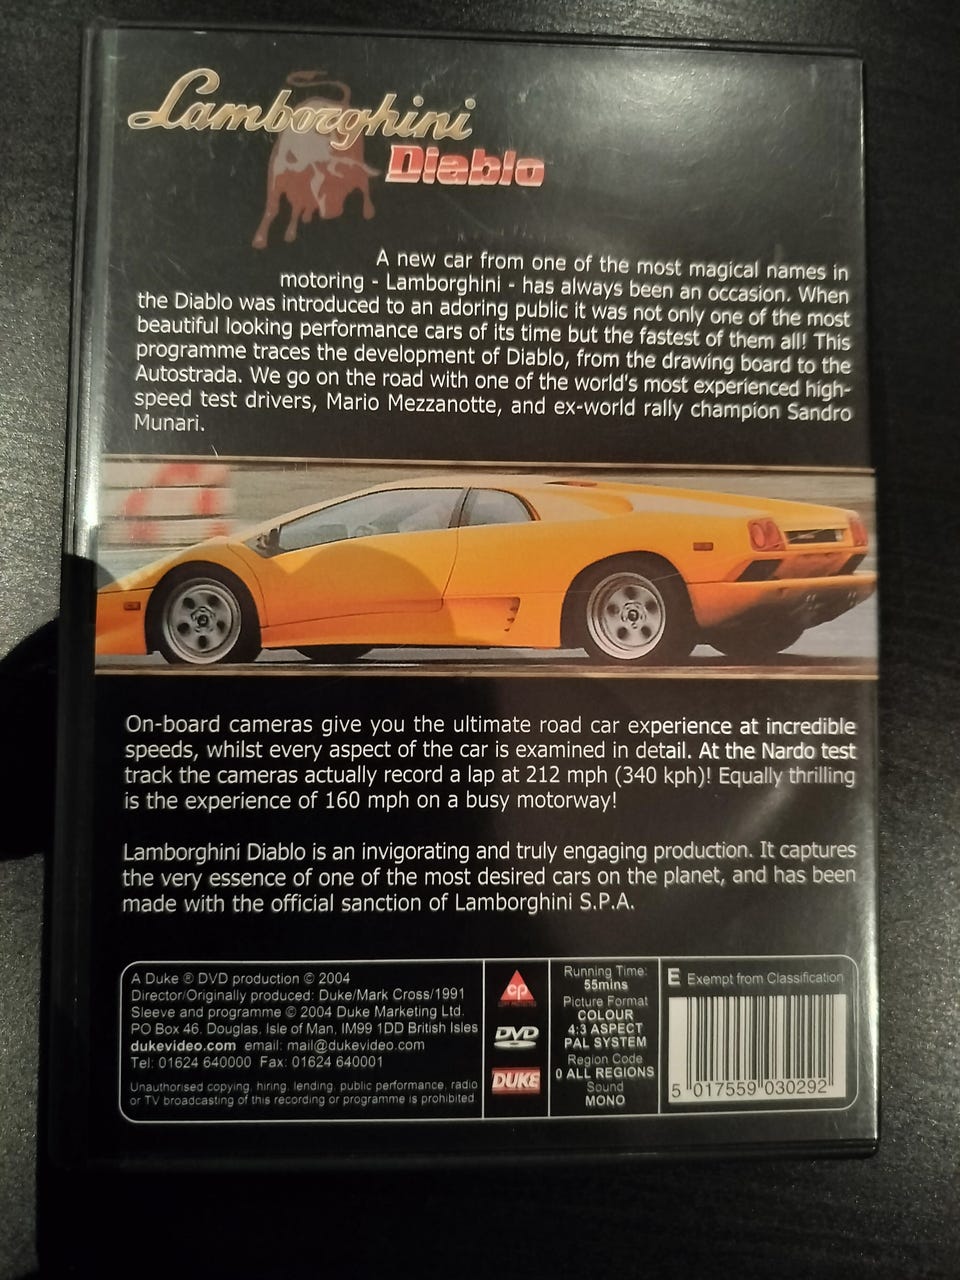 Lamborghini
Diablo
A new car from one of the most magical names in
motoring - Lamborghini - has always been an occasion. When
the Diablo was introduced to an adoring public it was not only one of the most
beautiful looking performance cars of its time but the fastest of them all! This
programme traces the development of Diablo, from the drawing board to the
Autostrada. We go on the road with one of the world's most experienced high-
speed test drivers, Mario Mezzanotte, and ex-world rally champion Sandro
Munari.
On-board cameras give you the ultimate road car experience at incredible
speeds, whilst every aspect of the car is examined in detail. At the Nardo test
track the cameras actually record a lap at 212 mph (340 kph)! Equally thrilling
is the experience of 160 mph on a busy motorway!
Lamborghini Diablo is an invigorating and truly engaging production. It captures
the very essence of one of the most desired cars on the planet, and has been
made with the official sanction of Lamborghini S.P.A.
A Duke ® DVD production © 2004
Director/Originally produced: Duke/Mark Cross/1991
Sleeve and programme © 2004 Duke Marketing Ltd.
PO Box 46, Douglas, Isle of Man, IM99 1DD British Isles
dukevideo.com email: mail@dukevideo.com
Tel: 01624 640000 Fax: 01624 640001
Unauthorised copying, hiring, lending, public performance, radio
or TV broadcasting of this recording or programme is prohibited.
cp
DVD
DUKE
Running Time:
55mins
Picture Format
COLOUR
4:3 ASPECT
PAL SYSTEM
Region Code
0 ALL REGIONS
Sound
MONO
E Exempt from Classification
5 017559 030292